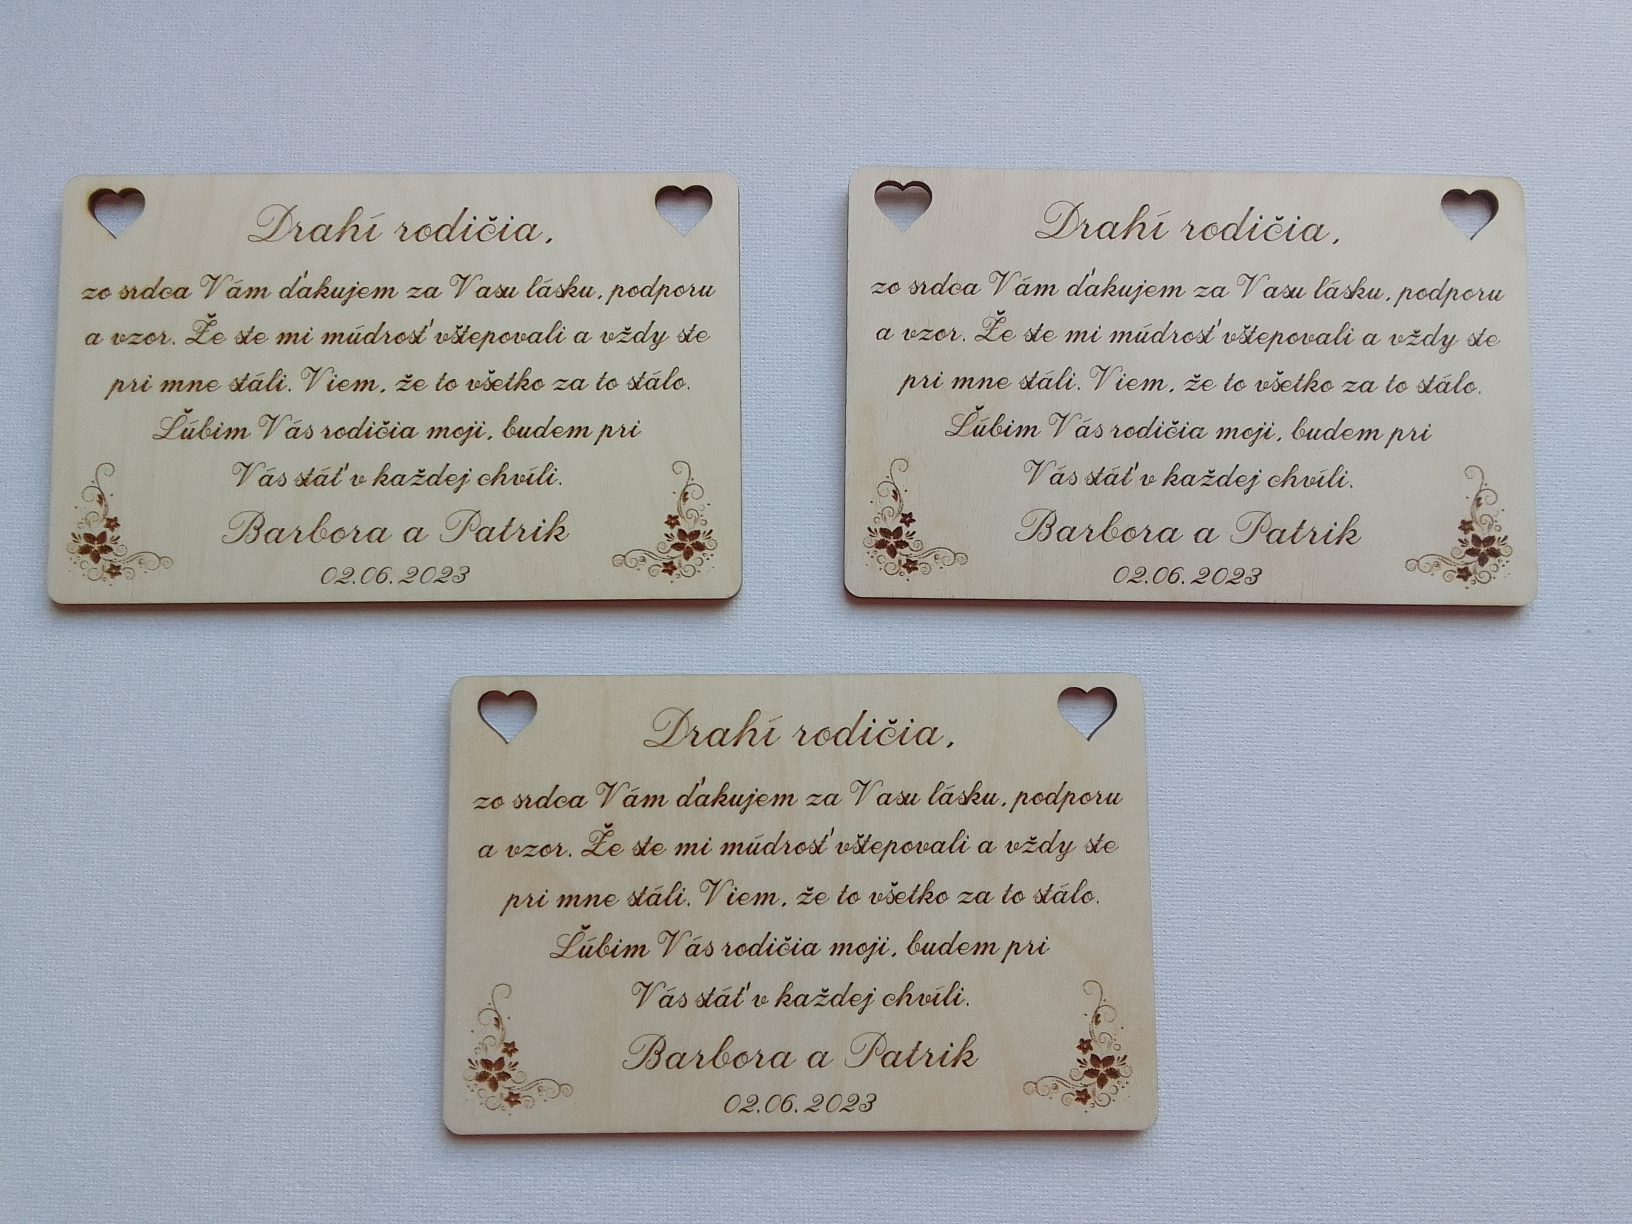 Drahí rodičia,
zo srdca Vám ďakujem za Vasu lásku, podporu
a vzor. Že ste mi múdrosť vštepovali a vždy ste
pri mne stáli. Viem, že to všetko za to stálo.
Ľúbim Vás rodičia moji, budem pri
Vás stáť v každej chvíli.
Barbora a Patrik
02.06.2023
Drahí rodičia,
zo srdca Vám ďakujem za Vasu lásku, podporu
a vzor. Že ste mi múdrosť vštepovali a vždy ste
pri mne stáli. Viem, že to všetko za to stálo.
Ľúbim Vás rodičia moji, budem pri
Vás stáť v každej chvíli.
Barbora a Patrik
02.06.2023
Drahí rodičia,
zo srdca Vám ďakujem za Vasu lásku, podporu
a vzor. Že ste mi múdrosť vštepovali a vždy ste
pri mne stáli. Viem, že to všetko za to stálo.
Ľúbim Vás rodičia moji, budem pri
Vás stáť v každej chvíli.
Barbora a Patrik
02.06.2023